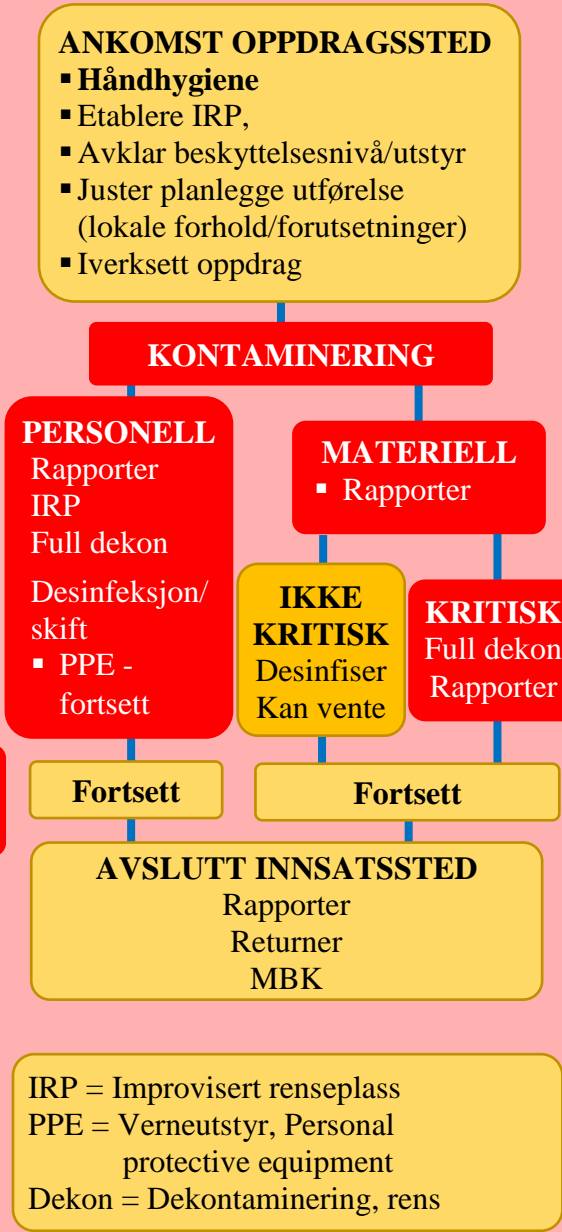 ANKOMST OPPDRAGSSTED
▪ Håndhygiene
▪ Etablere IRP,
▪ Avklar beskyttelsesnivå/utstyr
▪ Juster planlegge utførelse
(lokale forhold/forutsetninger)
▪ Iverksett oppdrag
KONTAMINERING
PERSONELL
Rapporter
IRP
Full dekon
Desinfeksjon/
skift
▪ PPE -
fortsett
MATERIELL
▪ Rapporter
IKKE
KRITISK
Desinfiser
Kan vente
KRITISK
Full dekon
Rapporter
Fortsett
Fortsett
AVSLUTT INNSATSSTED
Rapporter
Returner
MBK
IRP = Improvisert renseplass
PPE = Verneutstyr, Personal
protective equipment
Dekon = Dekontaminering, rens